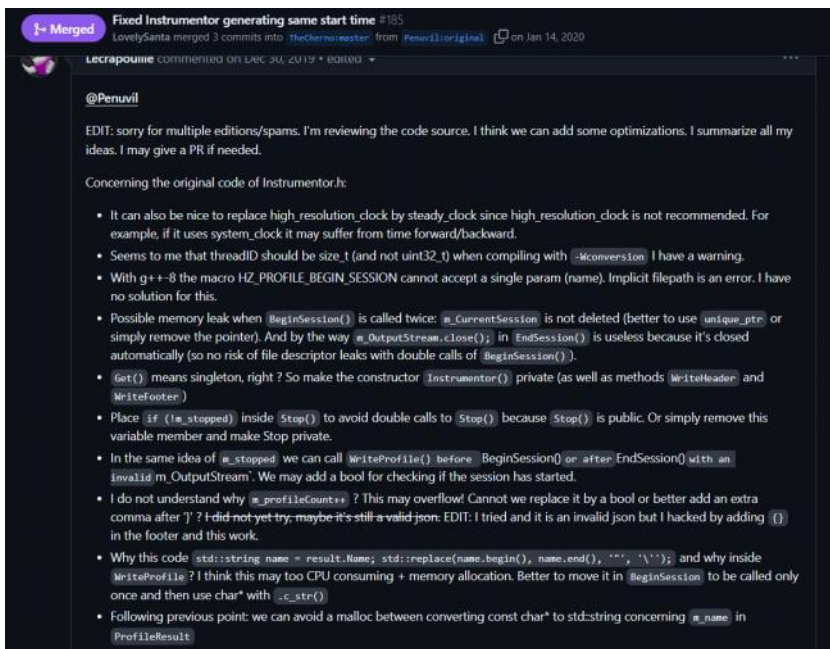 Merged
Fixed Instrumentor generating same start time #185
LovelySanta merged 3 commits into TheCherno:master from Penuvil:original on Jan 14, 2020
Lecrapouille commented on Dec 30, 2019 • edited
@Penuvil
EDIT: sorry for multiple editions/spams. I'm reviewing the code source. I think we can add some optimizations. I summarize all my
ideas. I may give a PR if needed.
Concerning the original code of Instrumentor.h:
• It can also be nice to replace high_resolution_clock by steady_clock since high_resolution_clock is not recommended. For
example, if it uses system_clock it may suffer from time forward/backward.
• Seems to me that threadID should be size_t (and not uint32_t) when compiling with -Wconversion I have a warning.
• With g++-8 the macro HZ_PROFILE_BEGIN_SESSION cannot accept a single param (name). Implicit filepath is an error. I have
no solution for this.
• Possible memory leak when BeginSession() is called twice: m_CurrentSession is not deleted (better to use unique_ptr or
simply remove the pointer). And by the way m_OutputStream.close(); in EndSession() is useless because it's closed
automatically (so no risk of file descriptor leaks with double calls of BeginSession() ).
• Get() means singleton, right ? So make the constructor Instrumentor() private (as well as methods WriteHeader and
WriteFooter )
• Place if (!m_stopped) inside Stop() to avoid double calls to Stop() because Stop() is public. Or simply remove this
variable member and make Stop private.
• In the same idea of m_stopped we can call WriteProfile() before BeginSession() or after EndSession() with an
invalid m_OutputStream`. We may add a bool for checking if the session has started.
• I do not understand why m_profileCount++ ? This may overflow! Cannot we replace it by a bool or better add an extra
comma after '}' ? I did not yet try, maybe it's still a valid json. EDIT: I tried and it is an invalid json but I hacked by adding {}
in the footer and this work.
• Why this code std::string name = result.Name; std::replace(name.begin(), name.end(), '"', '\''); and why inside
WriteProfile ? I think this may too CPU consuming + memory allocation. Better to move it in BeginSession to be called only
once and then use char* with .c_str()
• Following previous point: we can avoid a malloc between converting const char* to std::string concerning m_name in
ProfileResult